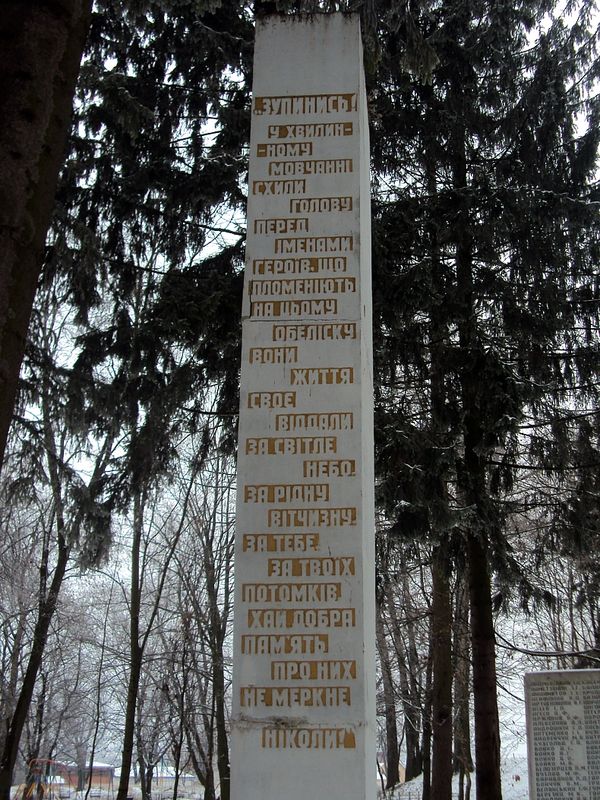 „ЗУПИНИСЬ!
У ХВИЛИН-
-НОМУ
МОВЧАННІ
СХИЛИ
ГОЛОВУ
ПЕРЕД
ІМЕНАМИ
ГЕРОЇВ, ЩО
ПЛОМЕНІЮТЬ
НА ЦЬОМУ
ОБЕЛІСКУ
ВОНИ
ЖИТТЯ
СВОЄ
ВІДДАЛИ
ЗА СВІТЛЕ
НЕБО,
ЗА РІДНУ
ВІТЧИЗНУ,
ЗА ТЕБЕ,
ЗА ТВОЇХ
ПОТОМКІВ.
ХАЙ ДОБРА
ПАМ'ЯТЬ
ПРО НИХ
НЕ МЕРКНЕ
НІКОЛИ!"